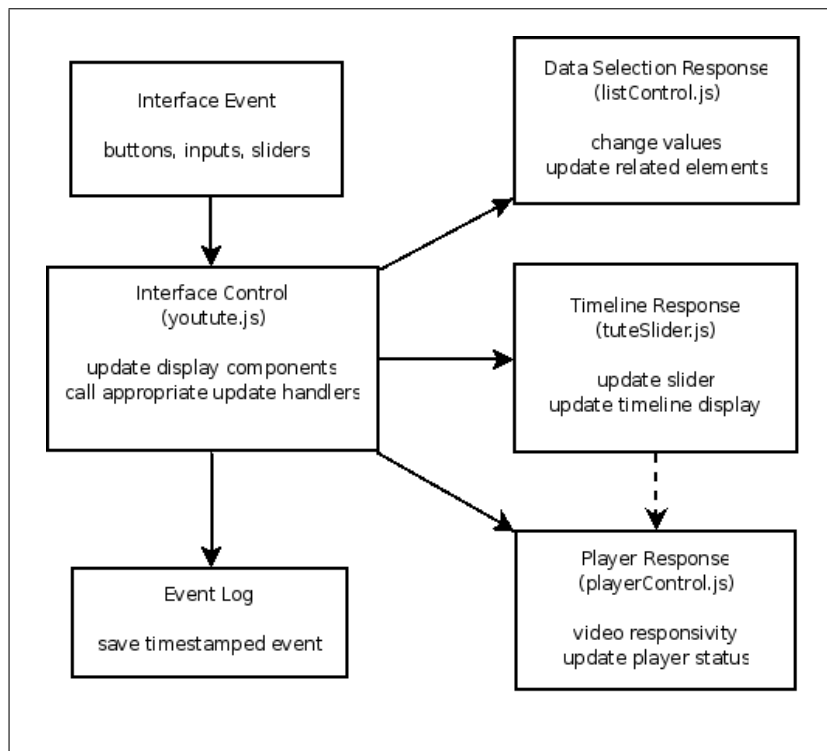 Interface Event
buttons, inputs, sliders
Interface Control
(youtute.js)
update display components
call appropriate update handlers
Event Log
save timestamped event
Data Selection Response
(listControl.js)
change values
update related elements
Timeline Response
(tuteSlider.js)
update slider
update timeline display
Player Response
(playerControl.js)
video responsivity
update player status